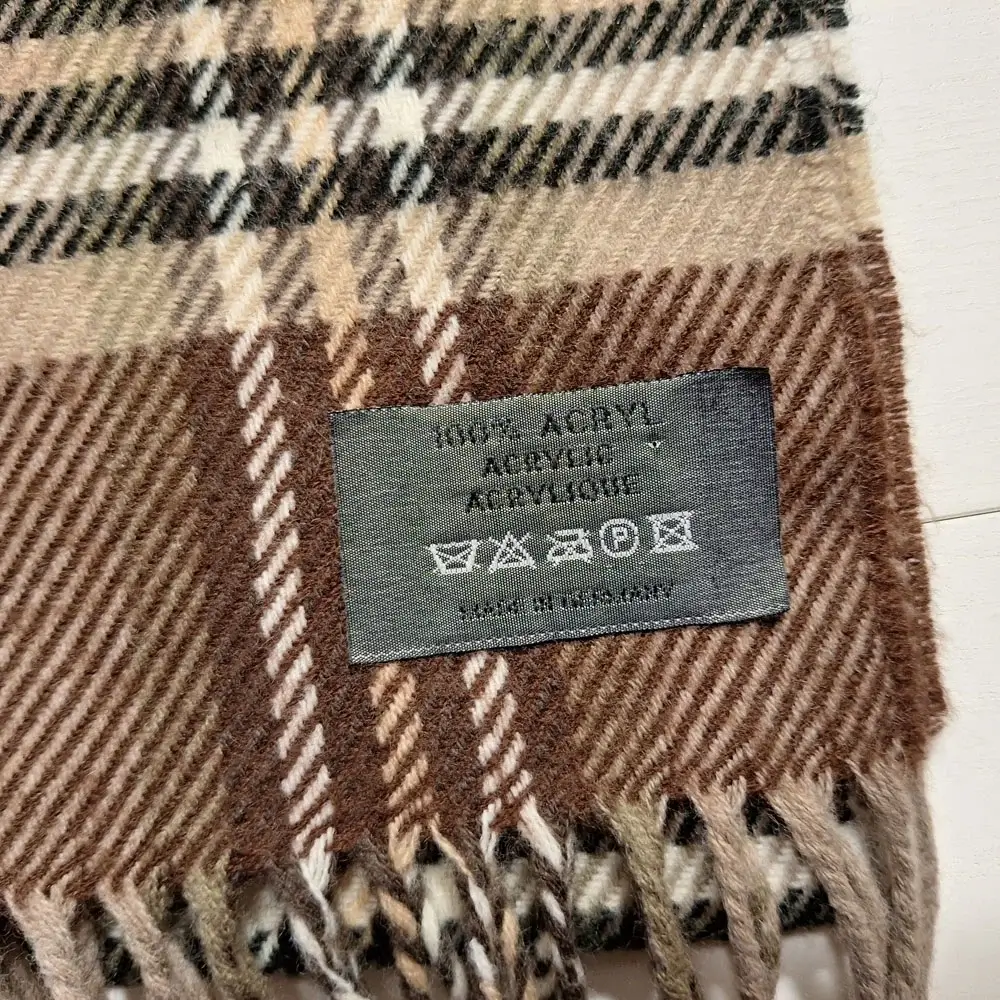 100% ACRYL
ACRYLIC
ACRYLIQUE
P
MADE IN GERMANY